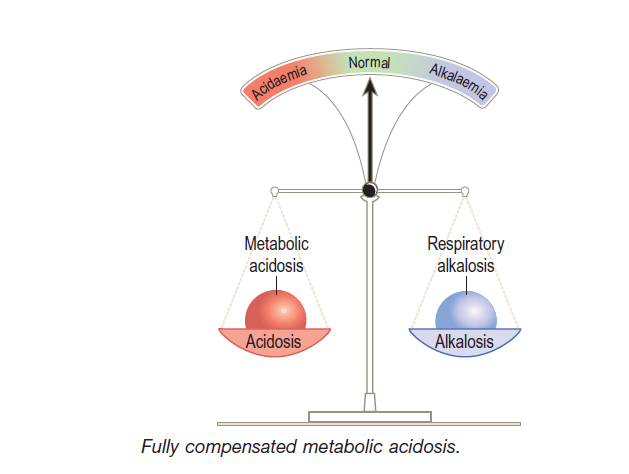 Acidaemia
Normal
Alkalaemia
Metabolic
acidosis
Respiratory
alkalosis
Acidosis
Alkalosis
Fully compensated metabolic acidosis.